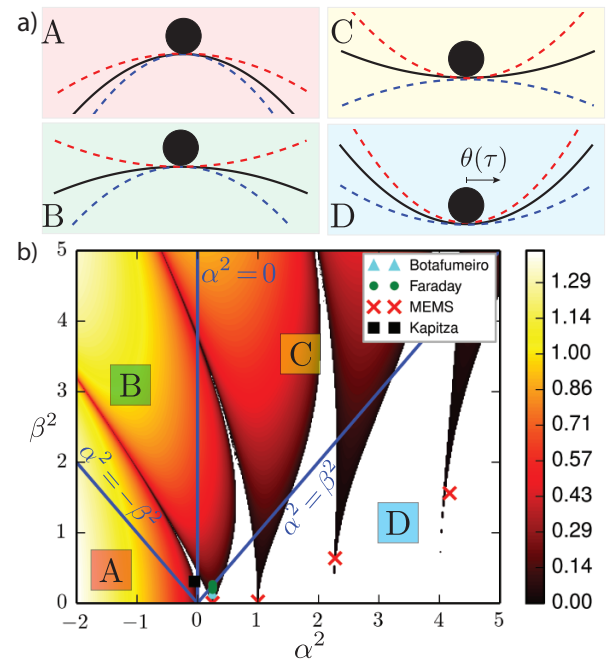 a)
A
C
B
D
θ(τ)
b)
α² = 0
α² = −β²
α² = β²
A
B
C
D
Botafumeiro
Faraday
MEMS
Kapitza
β²
5
4
3
2
1
0
−2 −1 0 1 2 3 4 5
α²
1.29
1.14
1.00
0.86
0.71
0.57
0.43
0.29
0.14
0.00